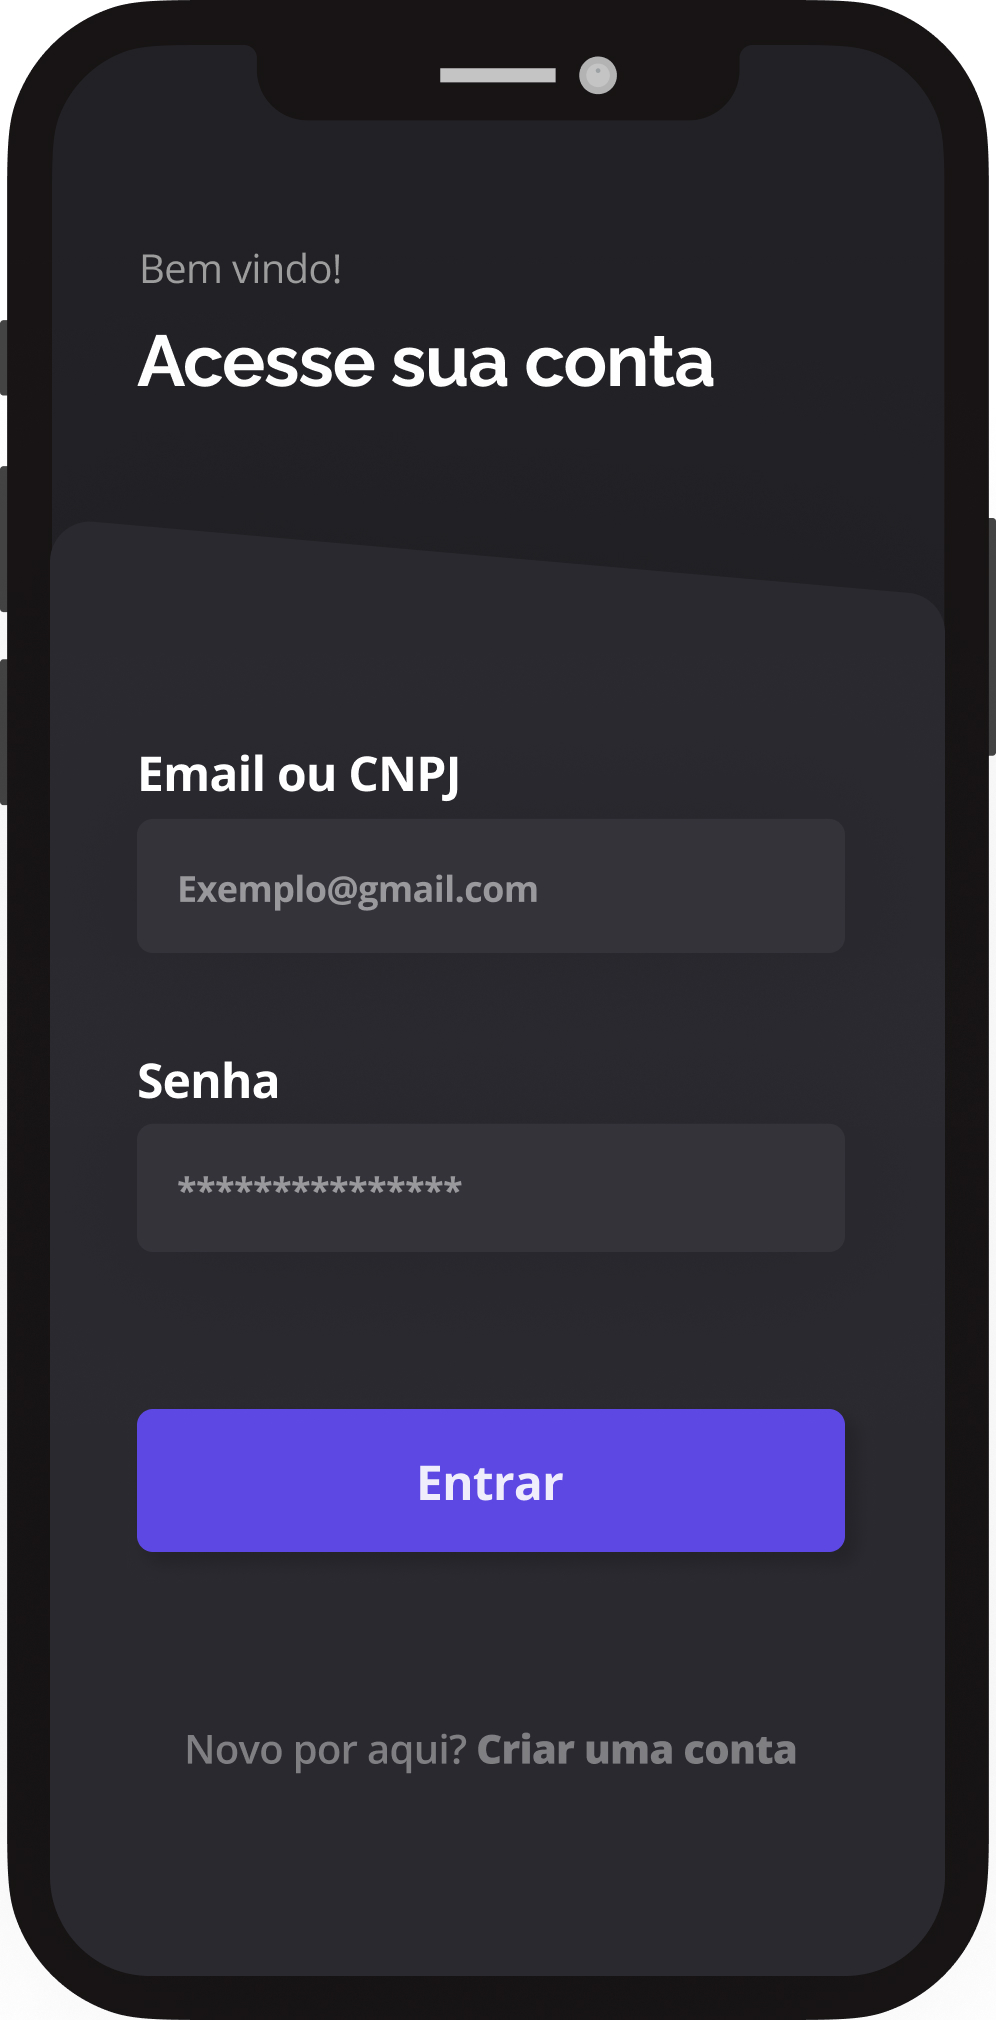 Bem vindo!
Acesse sua conta
Email ou CNPJ
Exemplo@gmail.com
Senha
***************
Entrar
Novo por aqui? Criar uma conta